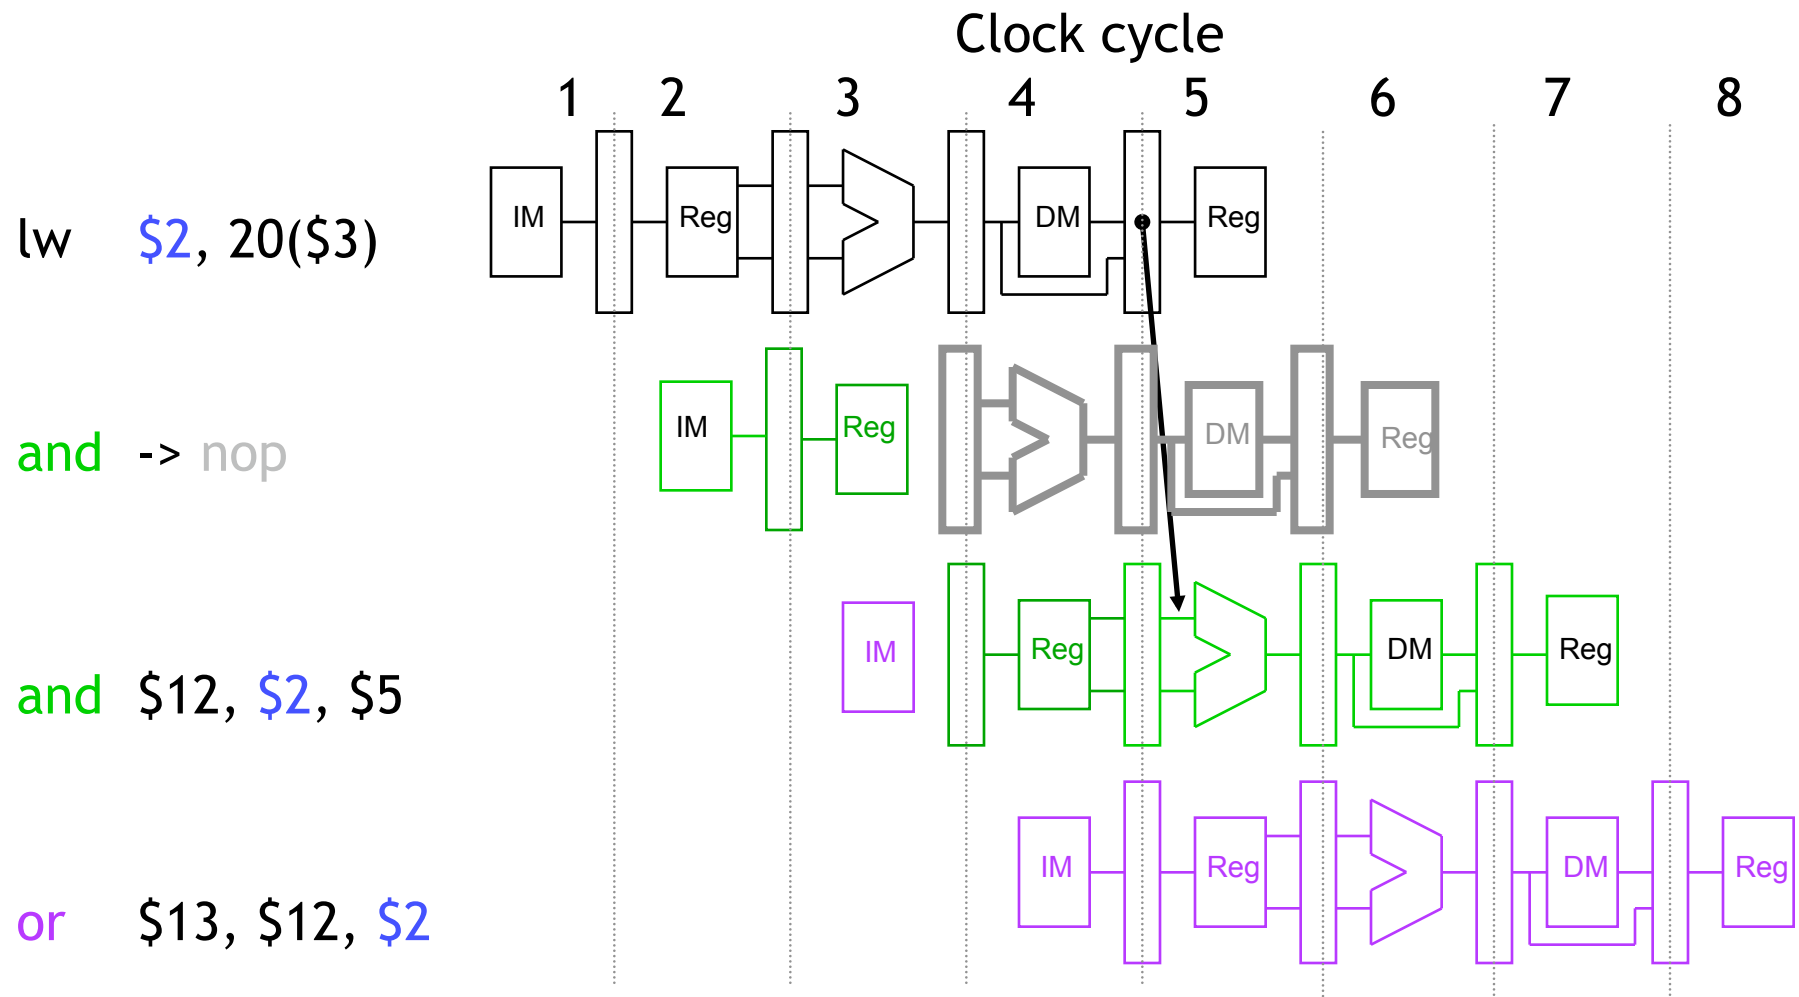 Clock cycle
1 2 3 4 5 6 7 8
lw $2, 20($3) IM Reg DM Reg
and -> nop IM Reg DM Reg
and $12, $2, $5 IM Reg DM Reg
or $13, $12, $2 IM Reg DM Reg